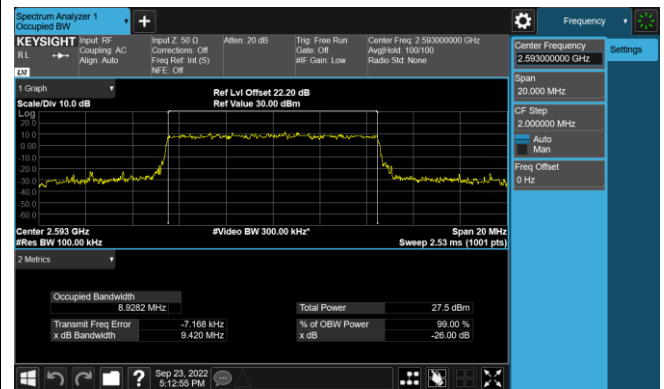 Spectrum Analyzer 1
Occupied BW
+
Frequency
KEYSIGHT
R L
LXI
Input: RF
Coupling: AC
Align: Auto
Input Z: 50 Ω
Corrections: Off
Freq Ref: Int (S)
NFE: Off
Atten: 20 dB
Trig: Free Run
Gate: Off
#IF Gain: Low
Center Freq: 2.593000000 GHz
Avg|Hold: 100/100
Radio Std: None
Center Frequency
2.593000000 GHz
Settings
Span
20.000 MHz
CF Step
2.000000 MHz
Auto
Man
Freq Offset
0 Hz
1 Graph
Scale/Div 10.0 dB
Ref Lvl Offset 22.20 dB
Ref Value 30.00 dBm
Log
20.0
10.0
0.00
-10.0
-20.0
-30.0
-40.0
-50.0
-60.0
Center 2.593 GHz
#Video BW 300.00 kHz*
Span 20 MHz
#Res BW 100.00 kHz
Sweep 2.53 ms (1001 pts)
2 Metrics
Occupied Bandwidth
8.9282 MHz
Total Power 27.5 dBm
Transmit Freq Error -7.168 kHz
% of OBW Power 99.00 %
x dB Bandwidth 9.420 MHz
x dB -26.00 dB
?
Sep 23, 2022
5:12:55 PM